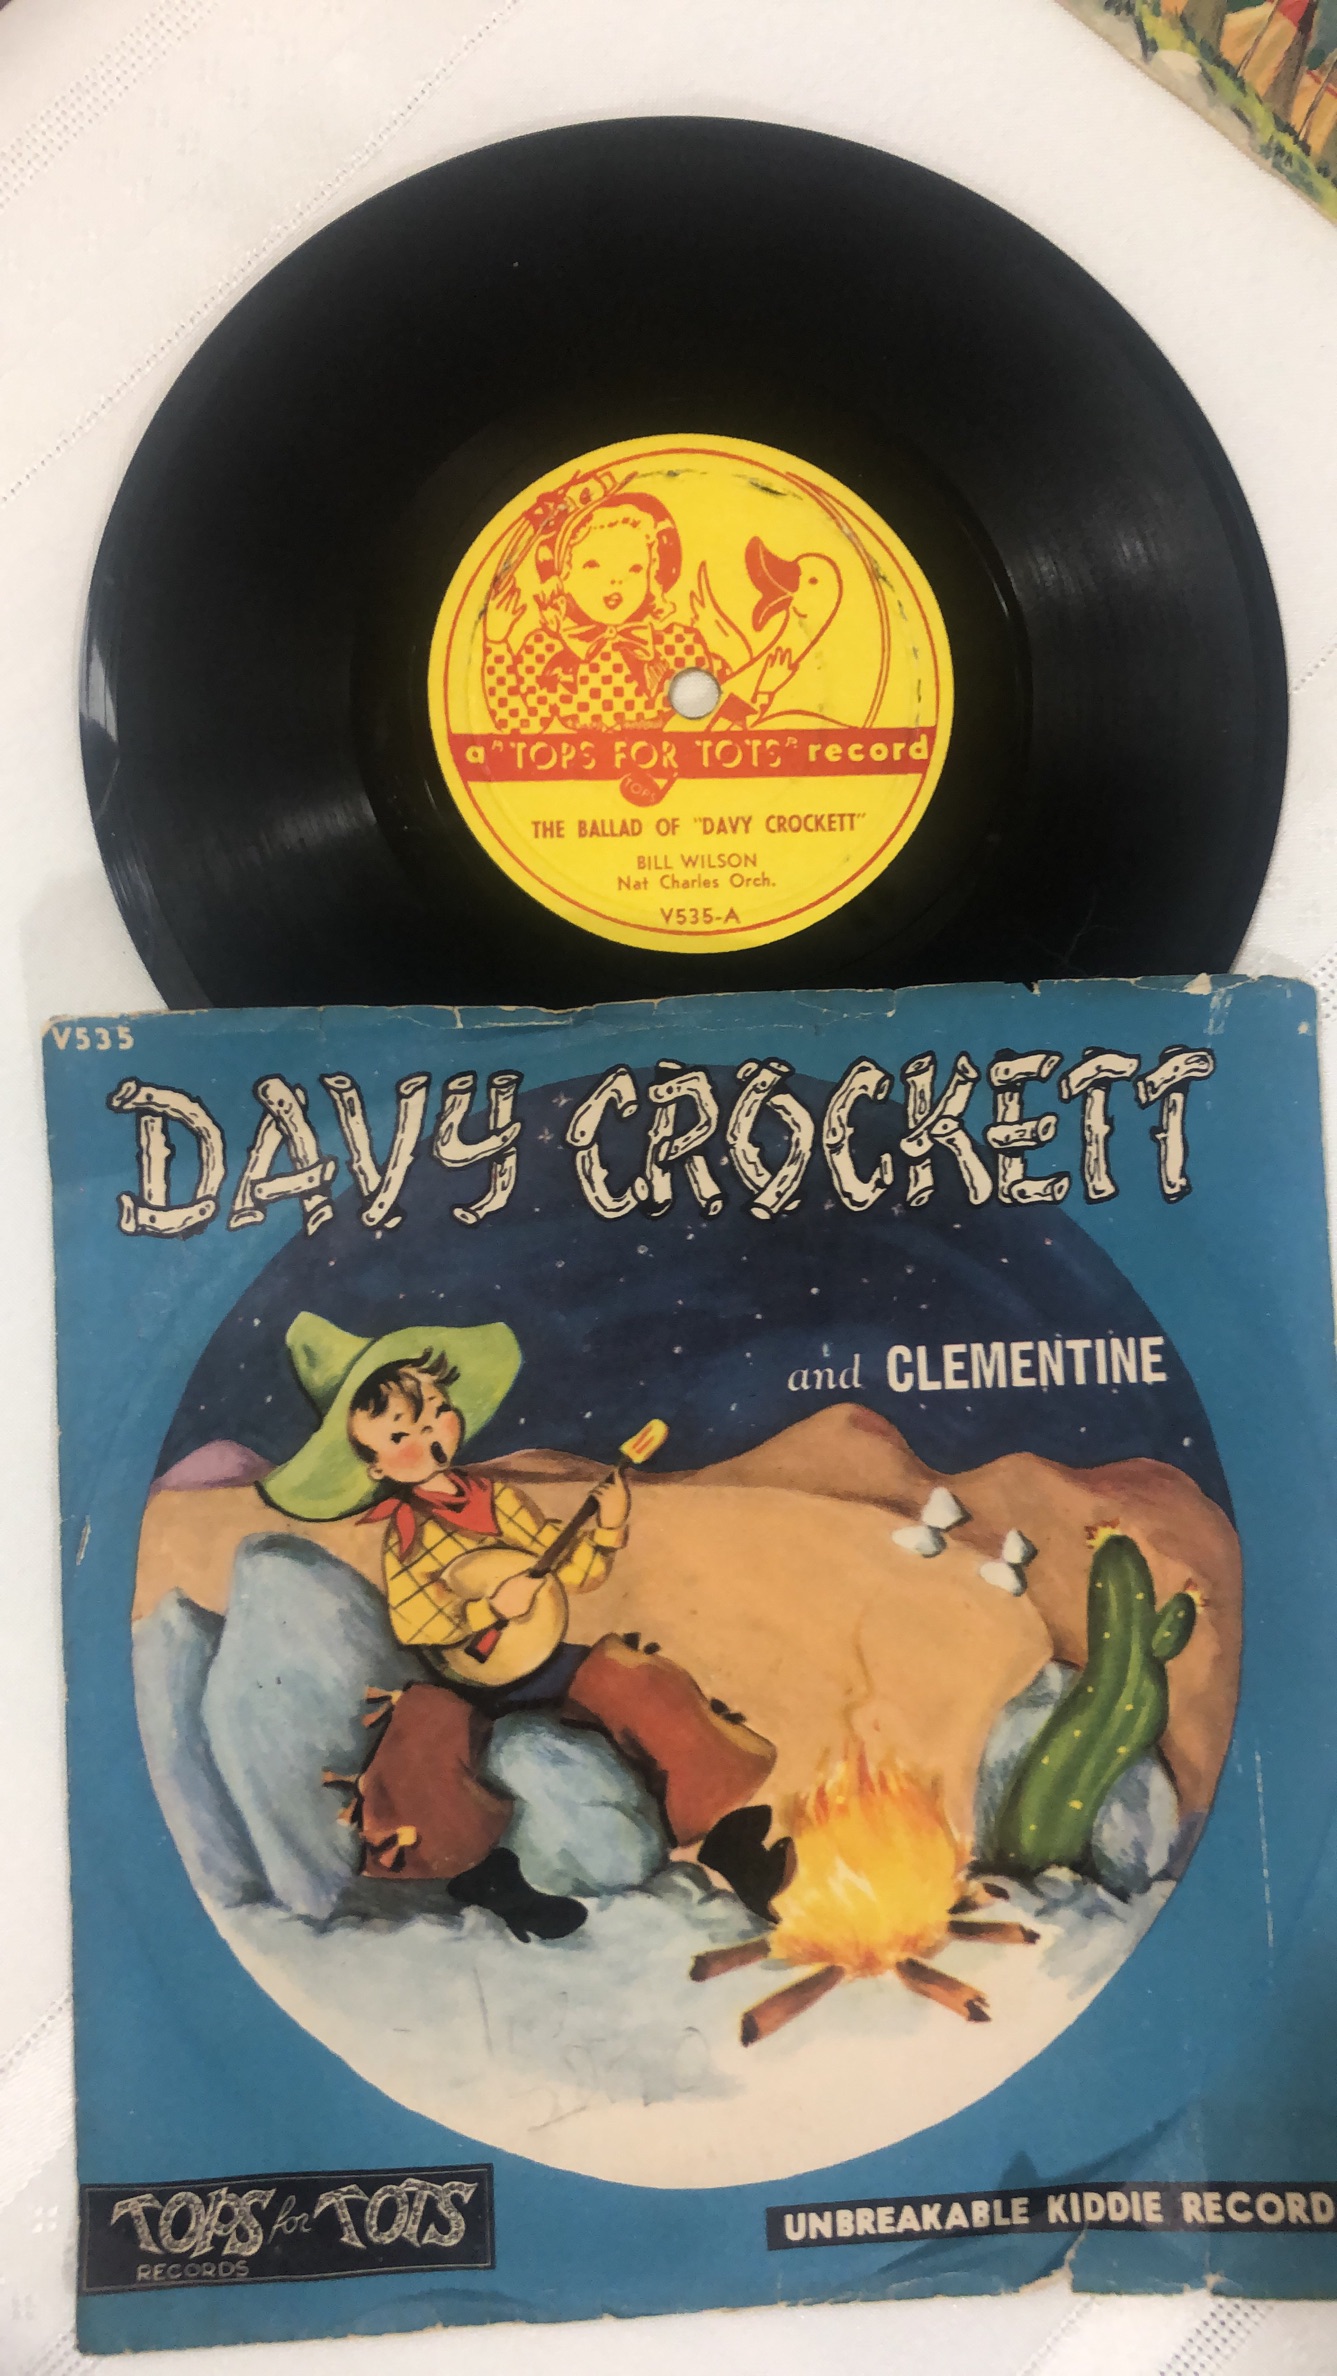 a "TOPS FOR TOTS" record
TOPS
THE BALLAD OF "DAVY CROCKETT"
BILL WILSON
Nat Charles Orch.
V535-A
V535
DAVY CROCKETT
and CLEMENTINE
TOPS for TOTS
RECORDS
UNBREAKABLE KIDDIE RECORD